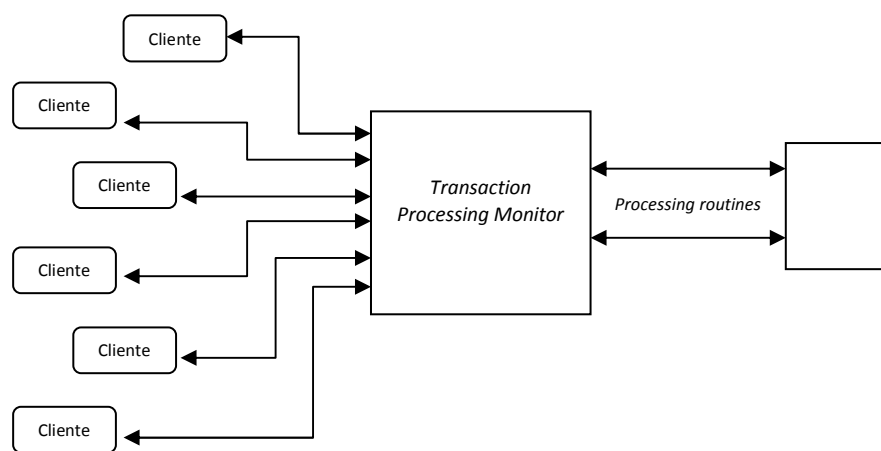 Cliente
Cliente
Cliente
Cliente
Cliente
Cliente
Transaction
Processing Monitor
Processing routines